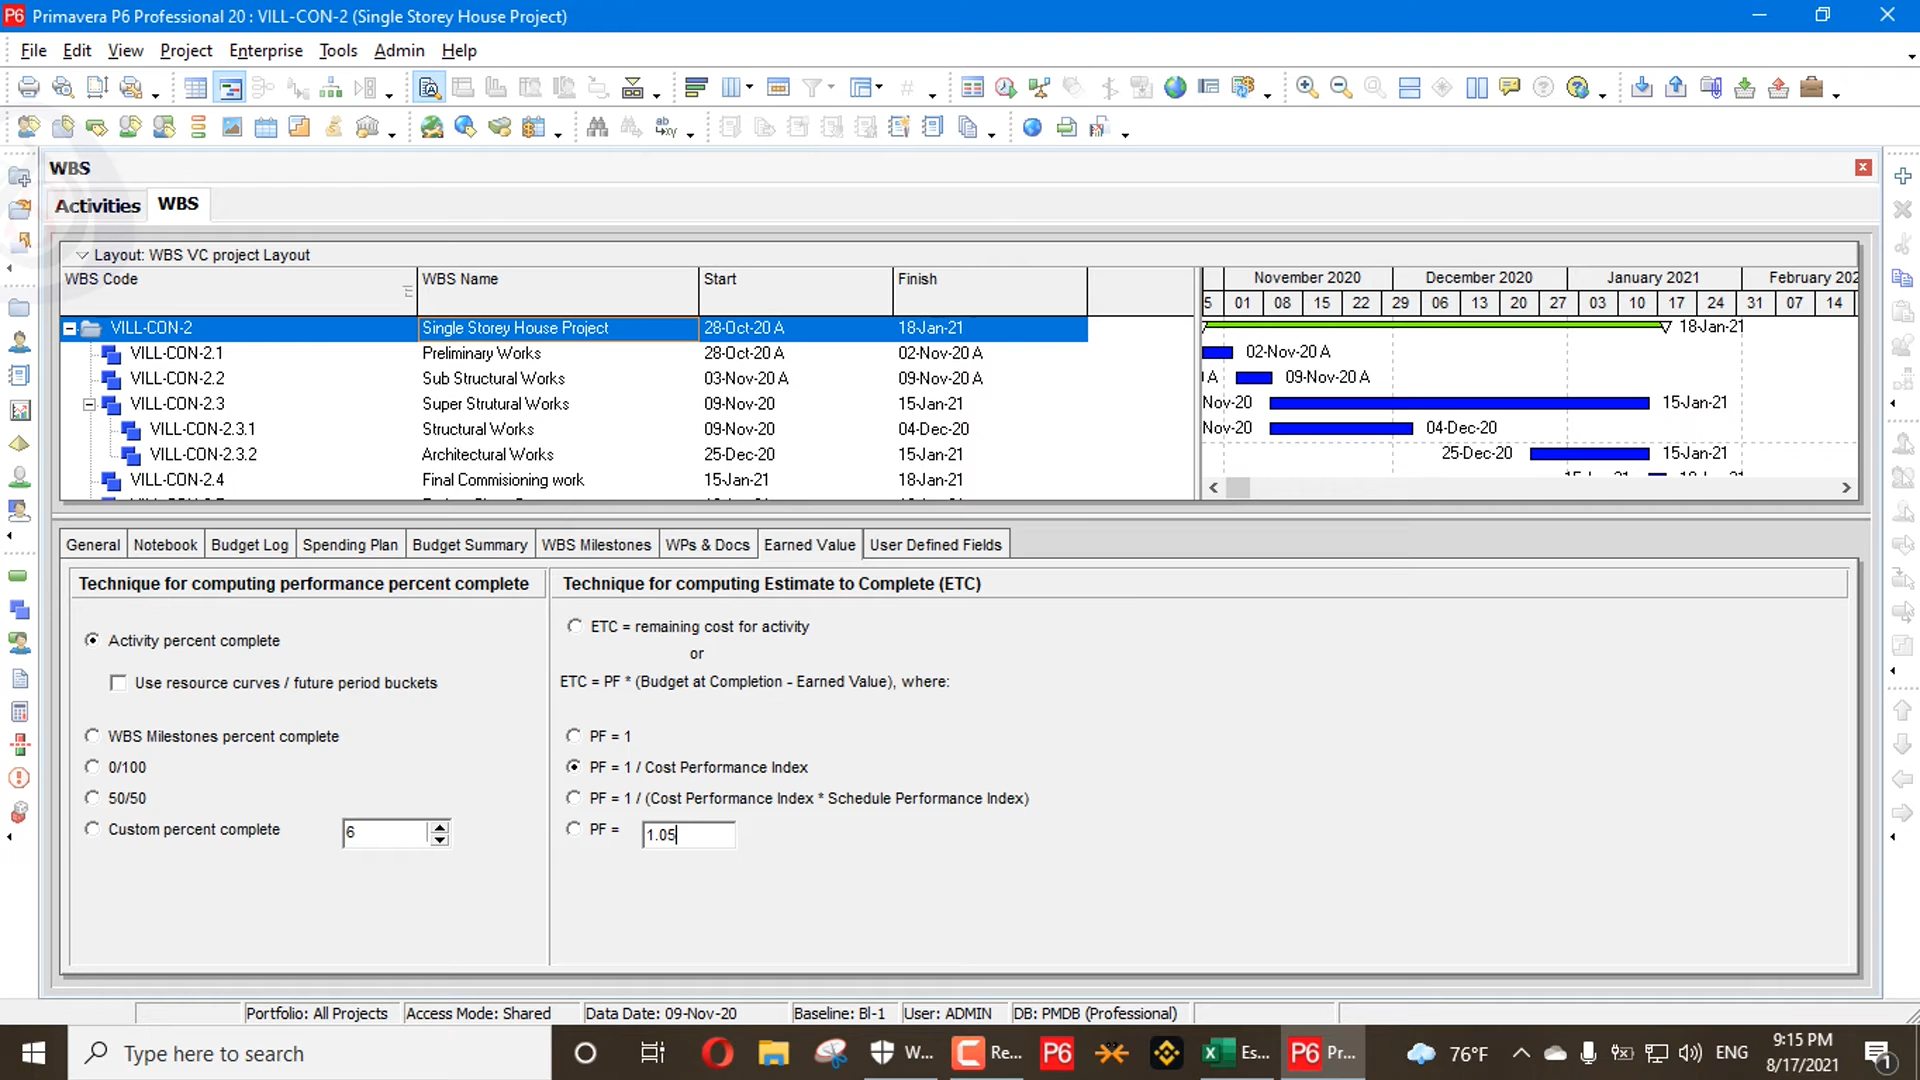 Primavera P6 Professional 20 : VILL-CON-2 (Single Storey House Project)
File Edit View Project Enterprise Tools Admin Help
WBS
Activities WBS
Layout: WBS VC project Layout
WBS Code WBS Name Start Finish
November 2020 December 2020 January 2021
01 08 15 22 29 06 13 20 27 03 10 17 24 31 07 14
VILL-CON-2 Single Storey House Project 28-Oct-20 A 18-Jan-21 18-Jan-21
VILL-CON-2.1 Preliminary Works 28-Oct-20 A 02-Nov-20 A 02-Nov-20 A
VILL-CON-2.2 Sub Structural Works 03-Nov-20 A 09-Nov-20 A A 09-Nov-20 A
VILL-CON-2.3 Super Strutural Works 09-Nov-20 15-Jan-21 Nov-20 15-Jan-21
VILL-CON-2.3.1 Structural Works 09-Nov-20 04-Dec-20 Nov-20 04-Dec-20
VILL-CON-2.3.2 Architectural Works 25-Dec-20 15-Jan-21 25-Dec-20 15-Jan-21
VILL-CON-2.4 Final Commisioning work 15-Jan-21 18-Jan-21
General Notebook Budget Log Spending Plan Budget Summary WBS Milestones WPs & Docs Earned Value User Defined Fields
Technique for computing performance percent complete
Activity percent complete
Use resource curves / future period buckets
WBS Milestones percent complete
0/100
50/50
Custom percent complete 6
Technique for computing Estimate to Complete (ETC)
ETC = remaining cost for activity
or
ETC = PF * (Budget at Completion - Earned Value), where:
PF = 1
PF = 1 / Cost Performance Index
PF = 1 / (Cost Performance Index * Schedule Performance Index)
PF = 1.05
Portfolio: All Projects Access Mode: Shared Data Date: 09-Nov-20 Baseline: Bl-1 User: ADMIN DB: PMDB (Professional)
Type here to search W... Re... P6 Es... P6 Pr... 76°F ENG
9:15 PM
8/17/2021
1